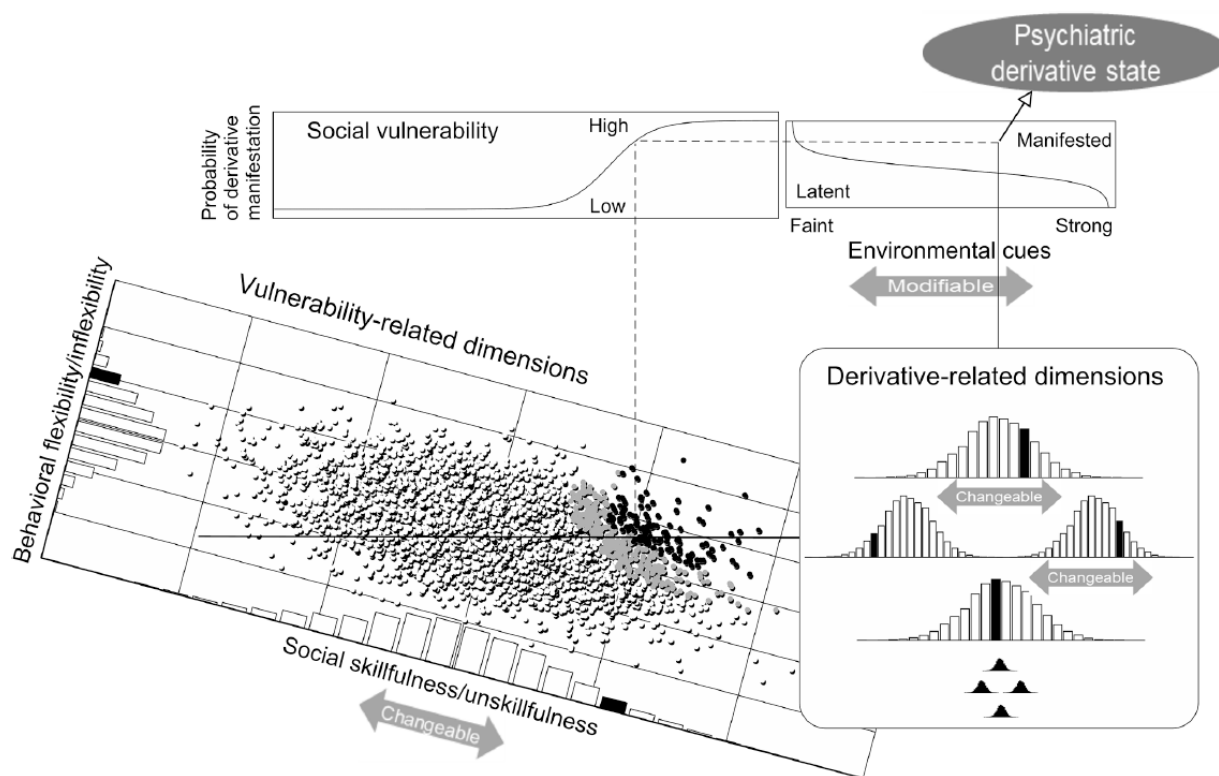 Psychiatric
derivative state
Probability
of derivative
manifestation
Social vulnerability
High
Low
Manifested
Latent
Faint
Strong
Environmental cues
Modifiable
Behavioral flexibility/inflexibility
Vulnerability-related dimensions
Social skillfulness/unskillfulness
Changeable
Derivative-related dimensions
Changeable
Changeable